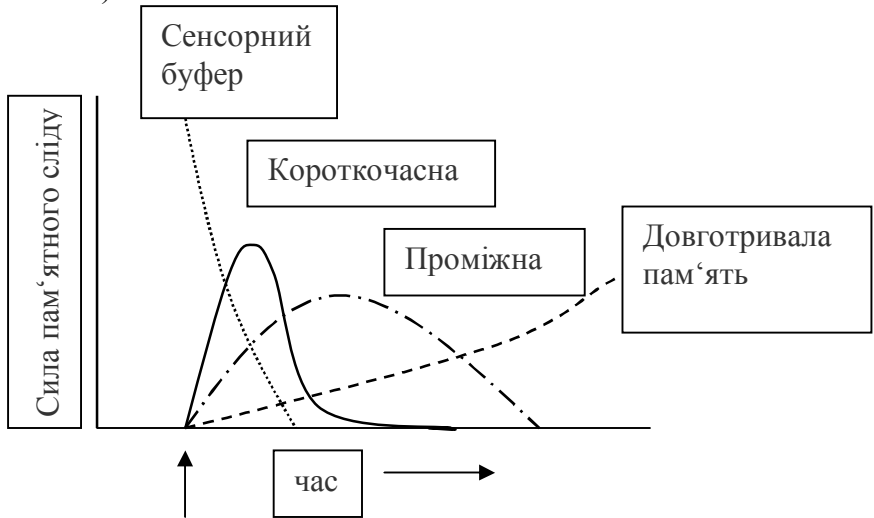 )
Сенсорний
буфер
Сила пам‘ятного сліду
Короткочасна
Проміжна
Довготривала
пам‘ять
час